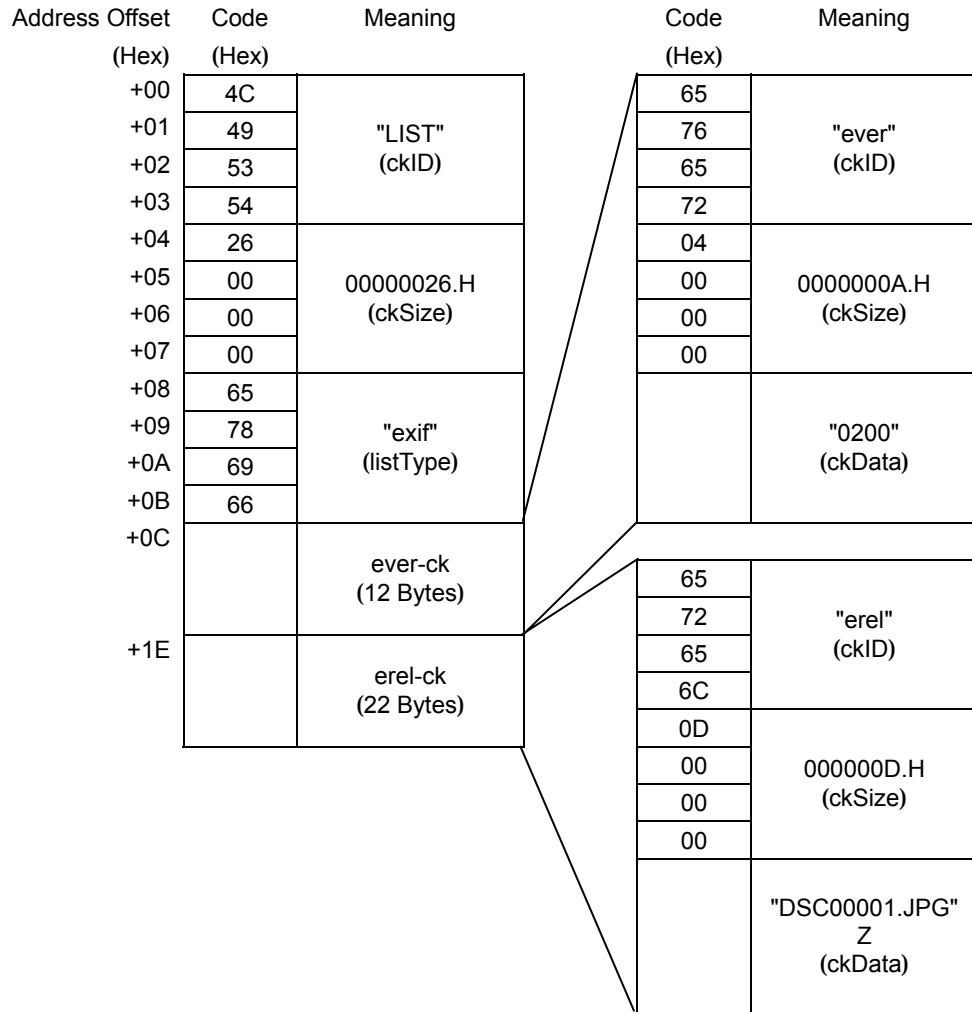 Address Offset Code Meaning Code Meaning
(Hex) (Hex) (Hex)
+00 4C
+01 49 "LIST"
+02 53 (ckID)
+03 54
+04 26
+05 00 00000026.H
+06 00 (ckSize)
+07 00
+08 65
+09 78 "exif"
+0A 69 (listType)
+0B 66
+0C
ever-ck
(12 Bytes)
+1E
erel-ck
(22 Bytes)
65
76 "ever"
65 (ckID)
72
04
00 0000000A.H
00 (ckSize)
00
"0200"
(ckData)
65
72 "erel"
65 (ckID)
6C
0D
00 000000D.H
00 (ckSize)
00
"DSC00001.JPG"
Z
(ckData)